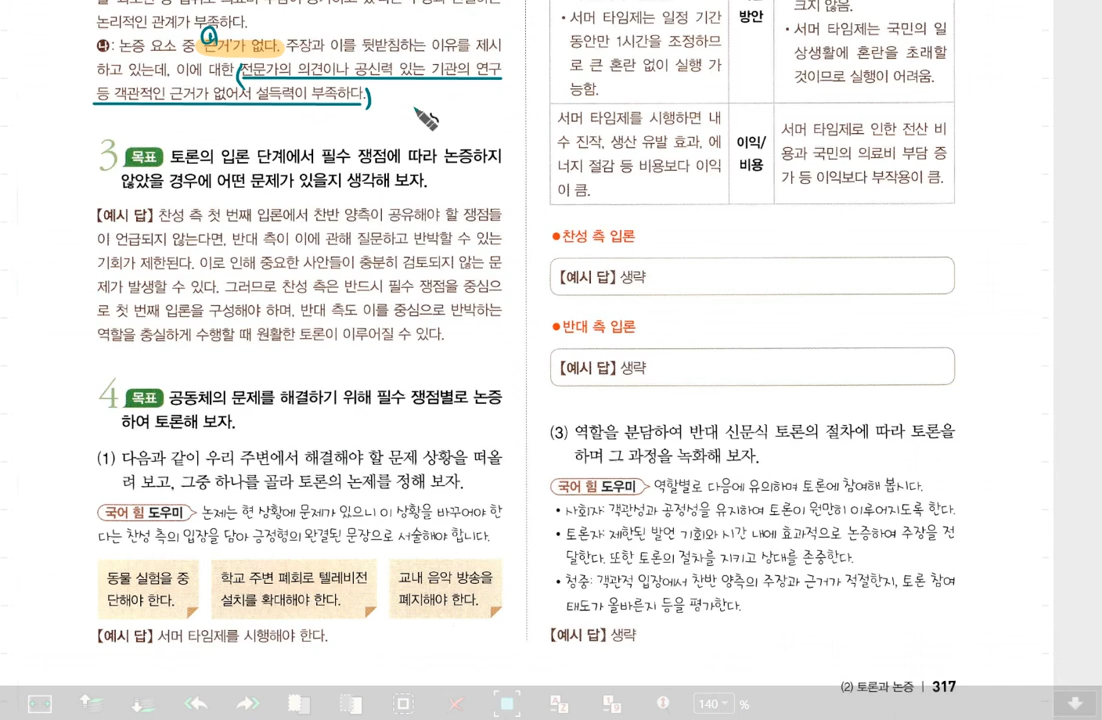 논리적인 관계가 부족하다.
㉯: 논증 요소 중 '근거'가 없다. 주장과 이를 뒷받침하는 이유를 제시
하고 있는데, 이에 대한 전문가의 의견이나 공신력 있는 기관의 연구
등 객관적인 근거가 없어서 설득력이 부족하다.
3 목표 토론의 입론 단계에서 필수 쟁점에 따라 논증하지
않았을 경우에 어떤 문제가 있을지 생각해 보자.
【예시 답】 찬성 측 첫 번째 입론에서 찬반 양측이 공유해야 할 쟁점들
이 언급되지 않는다면, 반대 측이 이에 관해 질문하고 반박할 수 있는
기회가 제한된다. 이로 인해 중요한 사안들이 충분히 검토되지 않는 문
제가 발생할 수 있다. 그러므로 찬성 측은 반드시 필수 쟁점을 중심으
로 첫 번째 입론을 구성해야 하며, 반대 측도 이를 중심으로 반박하는
역할을 충실하게 수행할 때 원활한 토론이 이루어질 수 있다.
4 목표 공동체의 문제를 해결하기 위해 필수 쟁점별로 논증
하여 토론해 보자.
(1) 다음과 같이 우리 주변에서 해결해야 할 문제 상황을 떠올
려 보고, 그중 하나를 골라 토론의 논제를 정해 보자.
국어 힘 도우미 논제는 현 상황에 문제가 있으니 이 상황을 바꾸어야 한
다는 찬성 측의 입장을 담아 긍정형의 완결된 문장으로 서술해야 합니다.
동물 실험을 중
단해야 한다.
학교 주변 폐회로 텔레비전
설치를 확대해야 한다.
교내 음악 방송을
폐지해야 한다.
【예시 답】 서머 타임제를 시행해야 한다.
• 서머 타임제는 일정 기간
동안만 1시간을 조정하므
로 큰 혼란 없이 실행 가
능함.
방안
크지 않음.
• 서머 타임제는 국민의 일
상생활에 혼란을 초래할
것이므로 실행이 어려움.
서머 타임제를 시행하면 내
수 진작, 생산 유발 효과, 에
너지 절감 등 비용보다 이익
이 큼.
이익/
비용
서머 타임제로 인한 전산 비
용과 국민의 의료비 부담 증
가 등 이익보다 부작용이 큼.
●찬성 측 입론
【예시 답】 생략
●반대 측 입론
【예시 답】 생략
(3) 역할을 분담하여 반대 신문식 토론의 절차에 따라 토론을
하며 그 과정을 녹화해 보자.
국어 힘 도우미 역할별로 다음에 유의하며 토론에 참여해 봅시다.
• 사회자: 객관성과 공정성을 유지하여 토론이 원만히 이루어지도록 한다.
• 토론자: 제한된 발언 기회와 시간 내에 효과적으로 논증하여 주장을 전
달한다. 또한 토론의 절차를 지키고 상대를 존중한다.
• 청중: 객관적 입장에서 찬반 양측의 주장과 근거가 적절한지, 토론 참여
태도가 올바른지 등을 평가한다.
【예시 답】 생략
(2) 토론과 논증 | 317
140 %